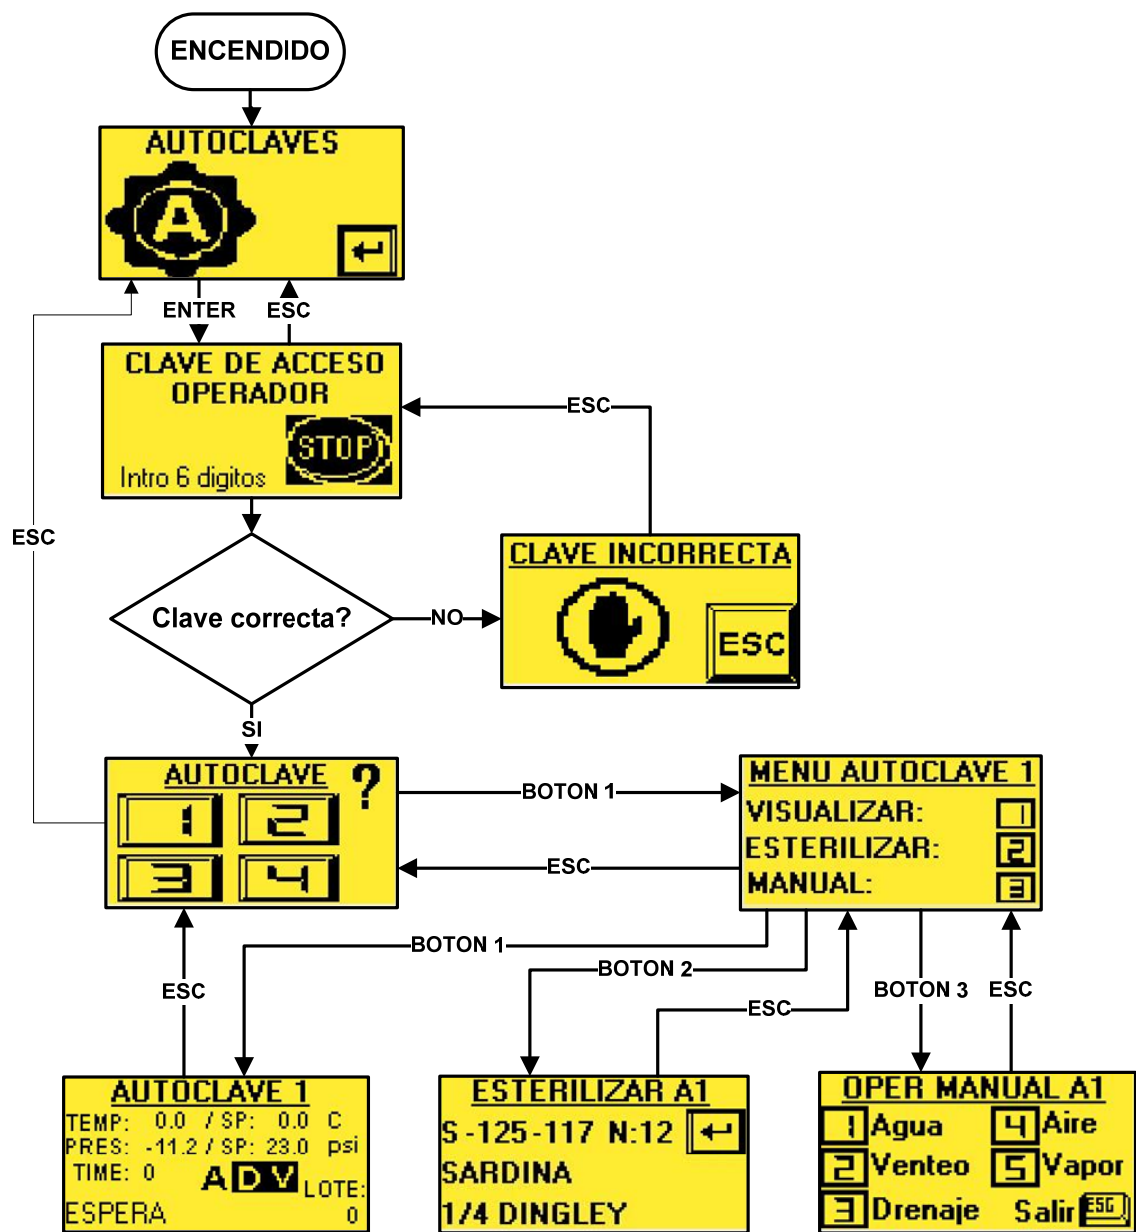 ENCENDIDO
AUTOCLAVES
A
ENTER
ESC
CLAVE DE ACCESO
OPERADOR
STOP
Intro 6 digitos
ESC
ESC
CLAVE INCORRECTA
ESC
Clave correcta?
NO
SI
AUTOCLAVE ?
1 2
3 4
BOTON 1
ESC
MENU AUTOCLAVE 1
VISUALIZAR: 1
ESTERILIZAR: 2
MANUAL: 3
BOTON 1
BOTON 2
BOTON 3
ESC
ESC
ESC
AUTOCLAVE 1
TEMP: 0.0 / SP: 0.0 C
PRES: -11.2 / SP: 23.0 psi
TIME: 0 A D V LOTE:
ESPERA 0
ESTERILIZAR A1
S-125-117 N:12
SARDINA
1/4 DINGLEY
OPER MANUAL A1
1 Agua 4 Aire
2 Venteo 5 Vapor
3 Drenaje Salir ESC